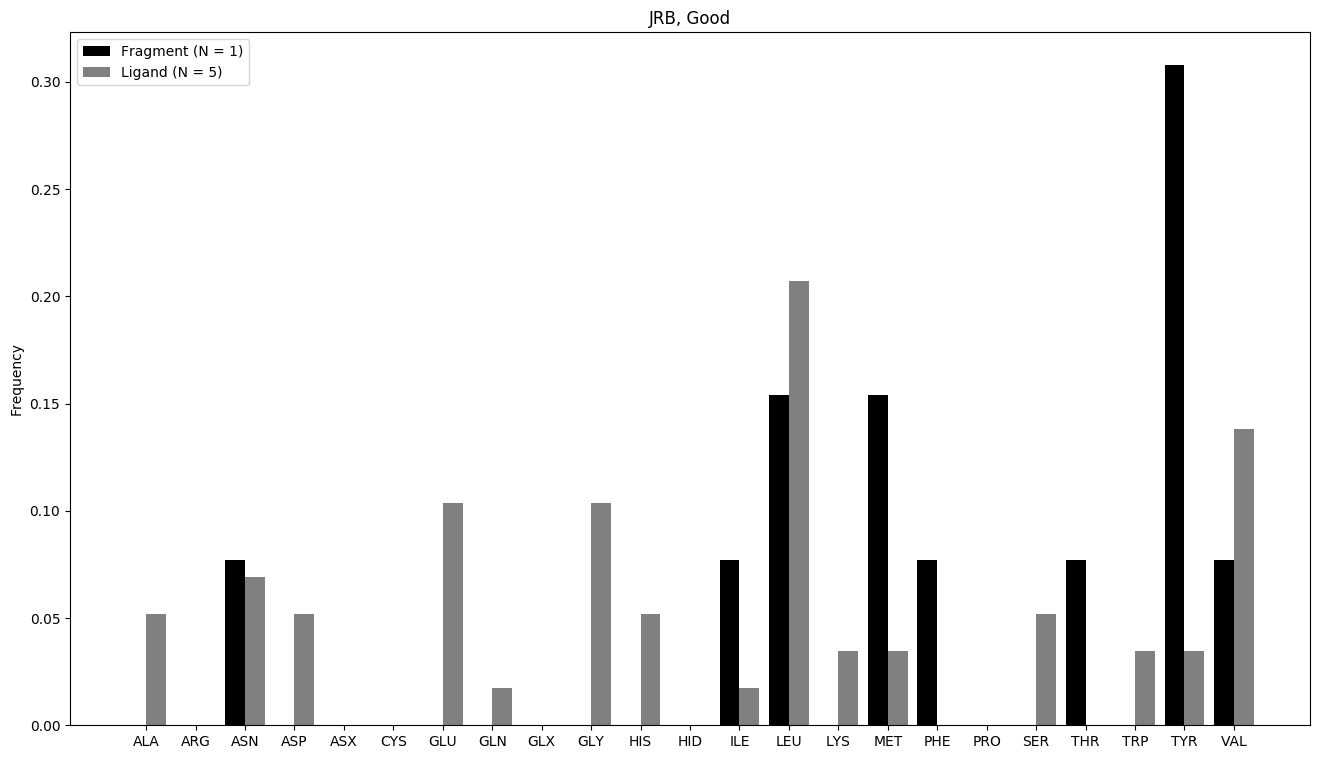 JRB, Good
Fragment (N = 1)
Ligand (N = 5)
Frequency
0.30
0.25
0.20
0.15
0.10
0.05
0.00
ALA ARG ASN ASP ASX CYS GLU GLN GLX GLY HIS HID ILE LEU LYS MET PHE PRO SER THR TRP TYR VAL